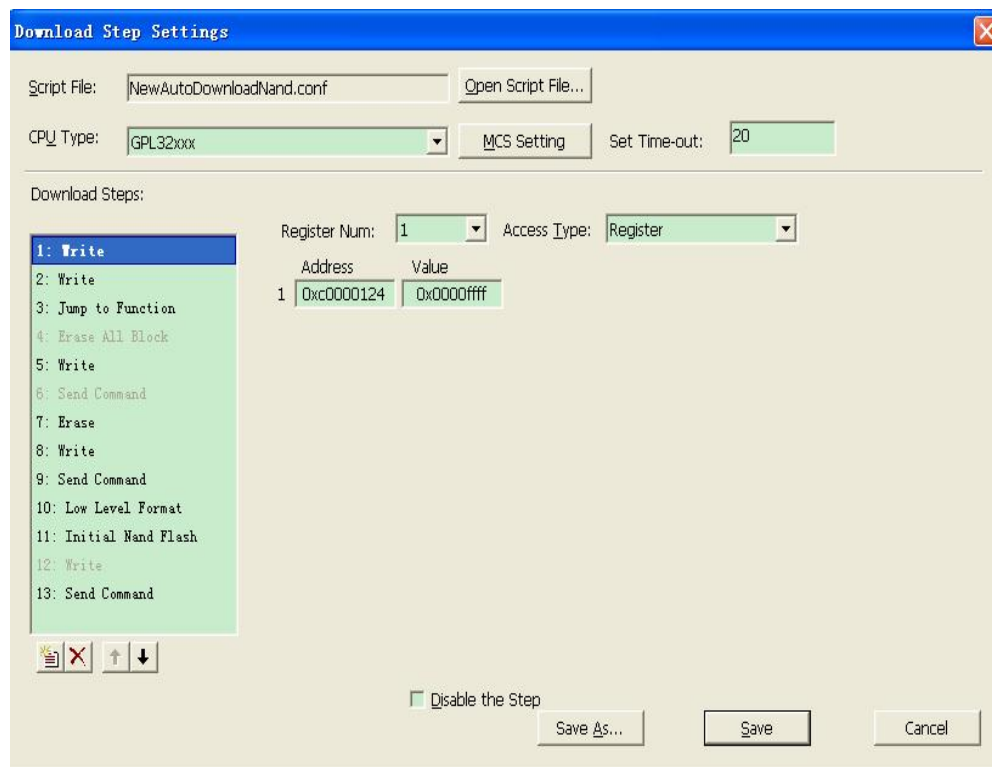 Download Step Settings
Script File: NewAutoDownloadNand.conf Open Script File...
CPU Type: GPL32xxx MCS Setting Set Time-out: 20
Download Steps:
Register Num: 1 Access Type: Register
Address Value
1 0xc0000124 0x0000ffff
1: Write
2: Write
3: Jump to Function
4: Erase All Block
5: Write
6: Send Command
7: Erase
8: Write
9: Send Command
10: Low Level Format
11: Initial Nand Flash
12: Write
13: Send Command
Disable the Step
Save As... Save Cancel